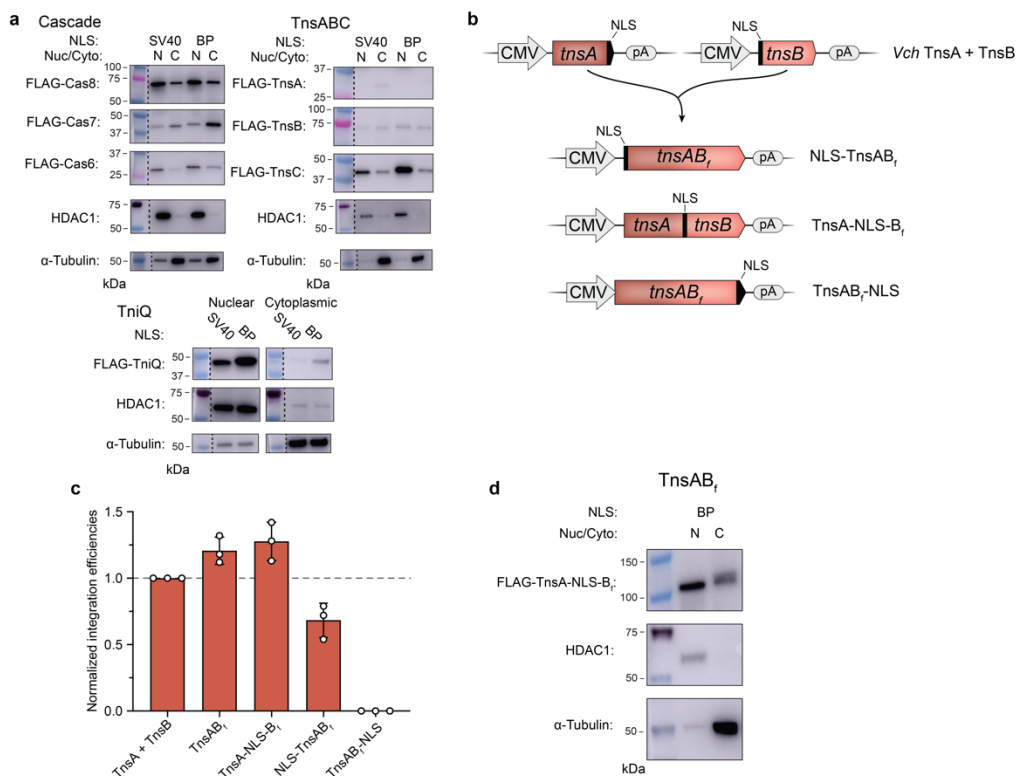 a
Cascade
NLS: SV40 BP
Nuc/Cyto: N C N C
100
75
FLAG-Cas8:
50
50
FLAG-Cas7:
37
37
FLAG-Cas6:
25
75
HDAC1:
50
α-Tubulin: 50
kDa
TnsABC
NLS: SV40 BP
Nuc/Cyto: N C N C
37
FLAG-TnsA:
25
100
FLAG-TnsB: 75
50
50
FLAG-TnsC:
37
75
HDAC1:
50
α-Tubulin: 50
kDa
TniQ
Nuclear Cytoplasmic
NLS: SV40 BP SV40 BP
FLAG-TniQ: 50
37
75
HDAC1:
50
α-Tubulin: 50
kDa
b
NLS NLS
CMV tnsA pA CMV tnsB pA Vch TnsA + TnsB
NLS
CMV tnsABf pA NLS-TnsABf
NLS
CMV tnsA tnsB pA TnsA-NLS-Bf
NLS
CMV tnsABf pA TnsABf-NLS
c
Normalized integration efficiencies
1.5
1.0
0.5
0.0
TnsA + TnsB TnsABf TnsA-NLS-Bf NLS-TnsABf TnsABf-NLS
d
TnsABf
NLS: BP
Nuc/Cyto: N C
150
FLAG-TnsA-NLS-Bf:
100
75
HDAC1:
50
α-Tubulin: 50
kDa